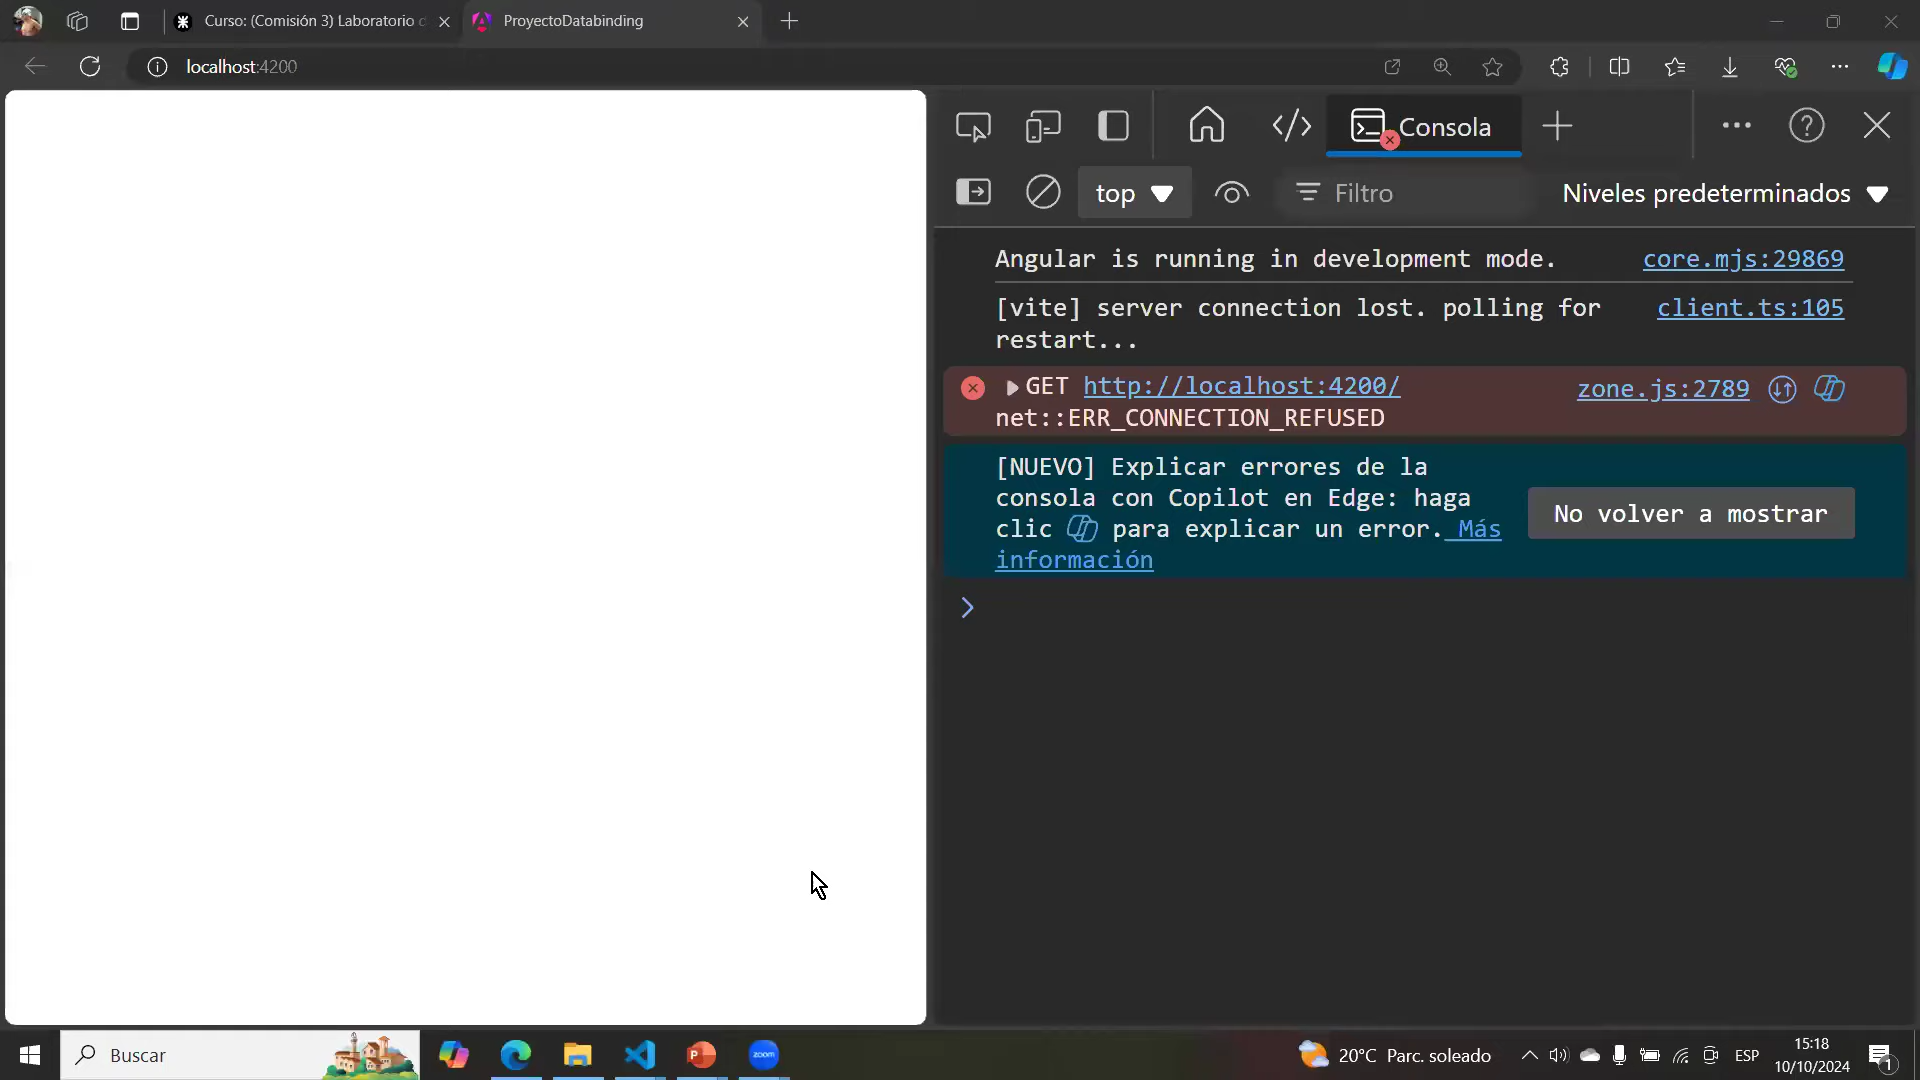 Curso: (Comisión 3) Laboratorio d
ProyectoDatabinding
localhost:4200
Consola
top
Filtro
Niveles predeterminados
Angular is running in development mode. core.mjs:29869
[vite] server connection lost. polling for client.ts:105
restart...
GET http://localhost:4200/ zone.js:2789
net::ERR_CONNECTION_REFUSED
[NUEVO] Explicar errores de la
consola con Copilot en Edge: haga
clic para explicar un error. Más
información
No volver a mostrar
Buscar
zoom
20°C Parc. soleado
ESP
15:18
10/10/2024
1